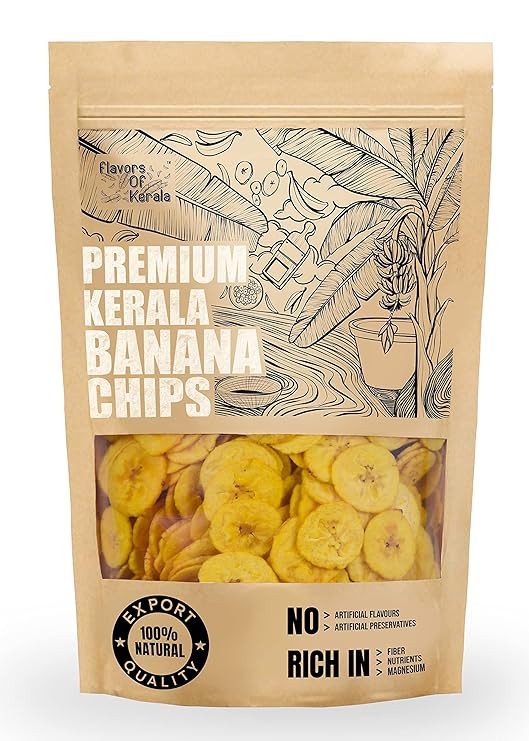 Flavors™
Of
Kerala
PREMIUM
KERALA
BANANA
CHIPS
EXPORT
100%
NATURAL
QUALITY
NO > ARTIFICIAL FLAVOURS
> ARTIFICIAL PRESERVATIVES
RICH IN > FIBER
> NUTRIENTS
> MAGNESIUM